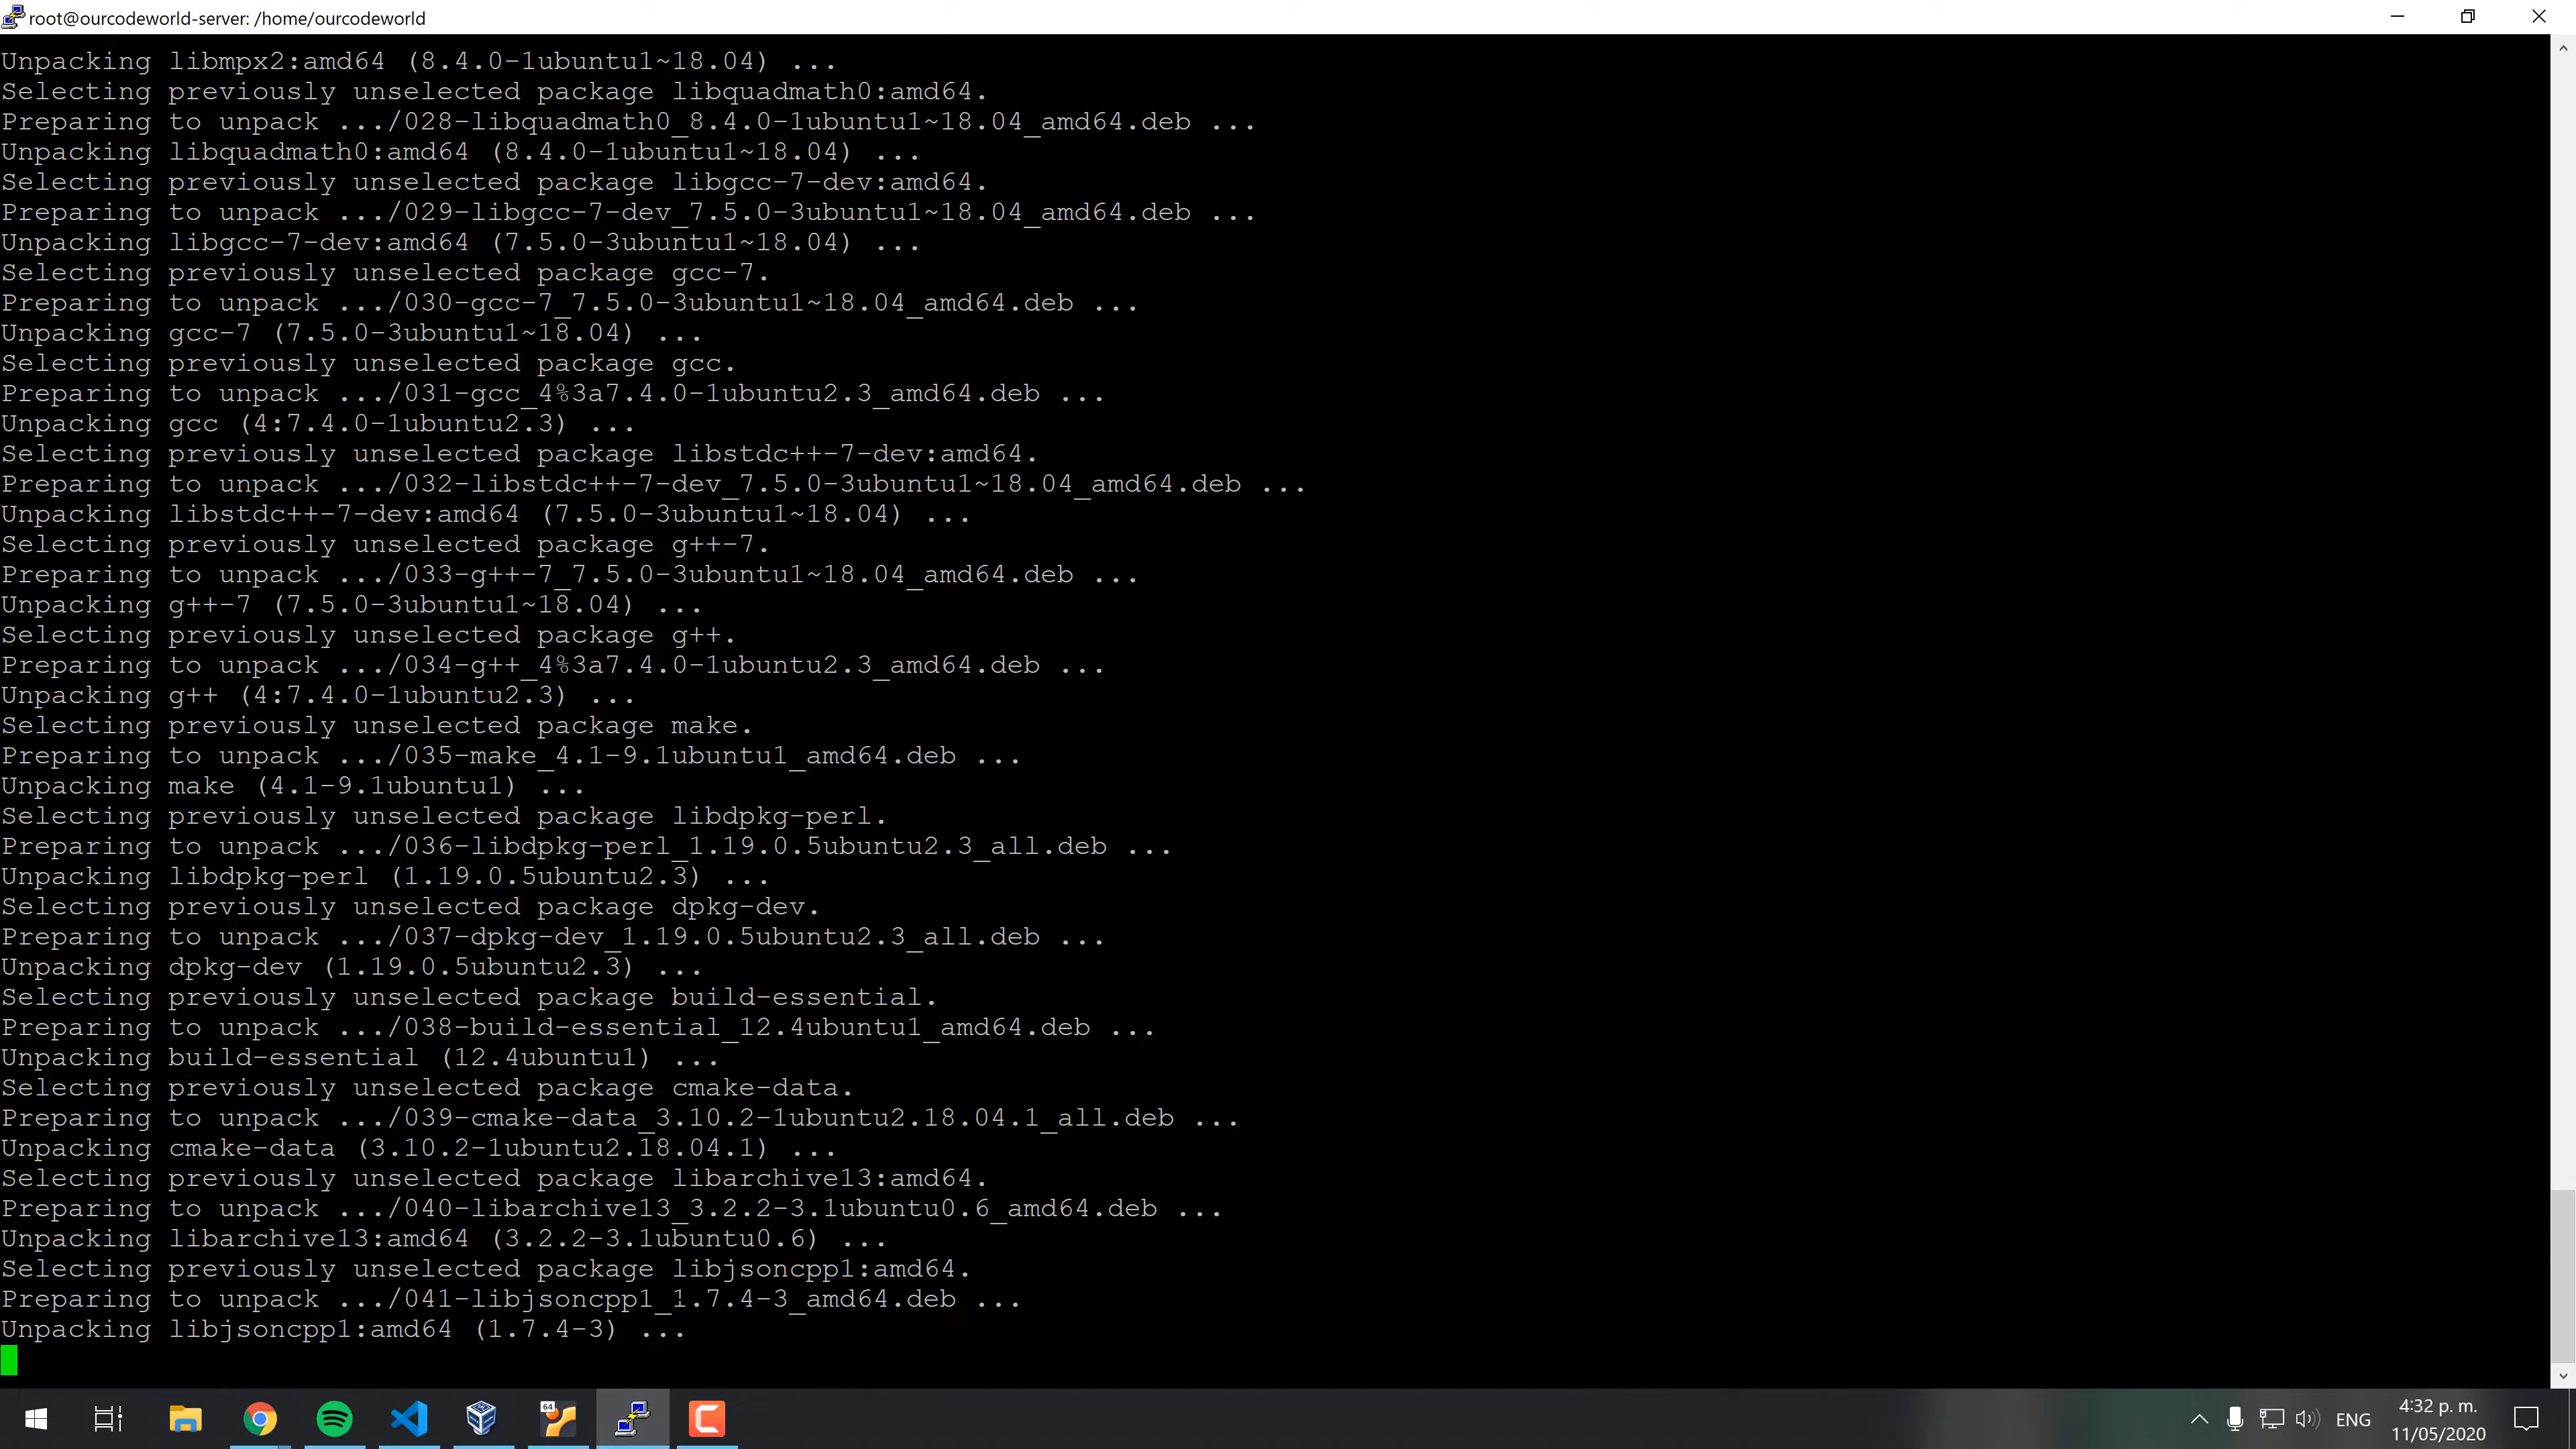 root@ourcodeworld-server: /home/ourcodeworld
Unpacking libmpx2:amd64 (8.4.0-1ubuntu1~18.04) ...
Selecting previously unselected package libquadmath0:amd64.
Preparing to unpack .../028-libquadmath0_8.4.0-1ubuntu1~18.04_amd64.deb ...
Unpacking libquadmath0:amd64 (8.4.0-1ubuntu1~18.04) ...
Selecting previously unselected package libgcc-7-dev:amd64.
Preparing to unpack .../029-libgcc-7-dev_7.5.0-3ubuntu1~18.04_amd64.deb ...
Unpacking libgcc-7-dev:amd64 (7.5.0-3ubuntu1~18.04) ...
Selecting previously unselected package gcc-7.
Preparing to unpack .../030-gcc-7_7.5.0-3ubuntu1~18.04_amd64.deb ...
Unpacking gcc-7 (7.5.0-3ubuntu1~18.04) ...
Selecting previously unselected package gcc.
Preparing to unpack .../031-gcc_4%3a7.4.0-1ubuntu2.3_amd64.deb ...
Unpacking gcc (4:7.4.0-1ubuntu2.3) ...
Selecting previously unselected package libstdc++-7-dev:amd64.
Preparing to unpack .../032-libstdc++-7-dev_7.5.0-3ubuntu1~18.04_amd64.deb ...
Unpacking libstdc++-7-dev:amd64 (7.5.0-3ubuntu1~18.04) ...
Selecting previously unselected package g++-7.
Preparing to unpack .../033-g++-7_7.5.0-3ubuntu1~18.04_amd64.deb ...
Unpacking g++-7 (7.5.0-3ubuntu1~18.04) ...
Selecting previously unselected package g++.
Preparing to unpack .../034-g++_4%3a7.4.0-1ubuntu2.3_amd64.deb ...
Unpacking g++ (4:7.4.0-1ubuntu2.3) ...
Selecting previously unselected package make.
Preparing to unpack .../035-make_4.1-9.1ubuntu1_amd64.deb ...
Unpacking make (4.1-9.1ubuntu1) ...
Selecting previously unselected package libdpkg-perl.
Preparing to unpack .../036-libdpkg-perl_1.19.0.5ubuntu2.3_all.deb ...
Unpacking libdpkg-perl (1.19.0.5ubuntu2.3) ...
Selecting previously unselected package dpkg-dev.
Preparing to unpack .../037-dpkg-dev_1.19.0.5ubuntu2.3_all.deb ...
Unpacking dpkg-dev (1.19.0.5ubuntu2.3) ...
Selecting previously unselected package build-essential.
Preparing to unpack .../038-build-essential_12.4ubuntu1_amd64.deb ...
Unpacking build-essential (12.4ubuntu1) ...
Selecting previously unselected package cmake-data.
Preparing to unpack .../039-cmake-data_3.10.2-1ubuntu2.18.04.1_all.deb ...
Unpacking cmake-data (3.10.2-1ubuntu2.18.04.1) ...
Selecting previously unselected package libarchive13:amd64.
Preparing to unpack .../040-libarchive13_3.2.2-3.1ubuntu0.6_amd64.deb ...
Unpacking libarchive13:amd64 (3.2.2-3.1ubuntu0.6) ...
Selecting previously unselected package libjsoncpp1:amd64.
Preparing to unpack .../041-libjsoncpp1_1.7.4-3_amd64.deb ...
Unpacking libjsoncpp1:amd64 (1.7.4-3) ...
64
ENG
4:32 p. m.
11/05/2020